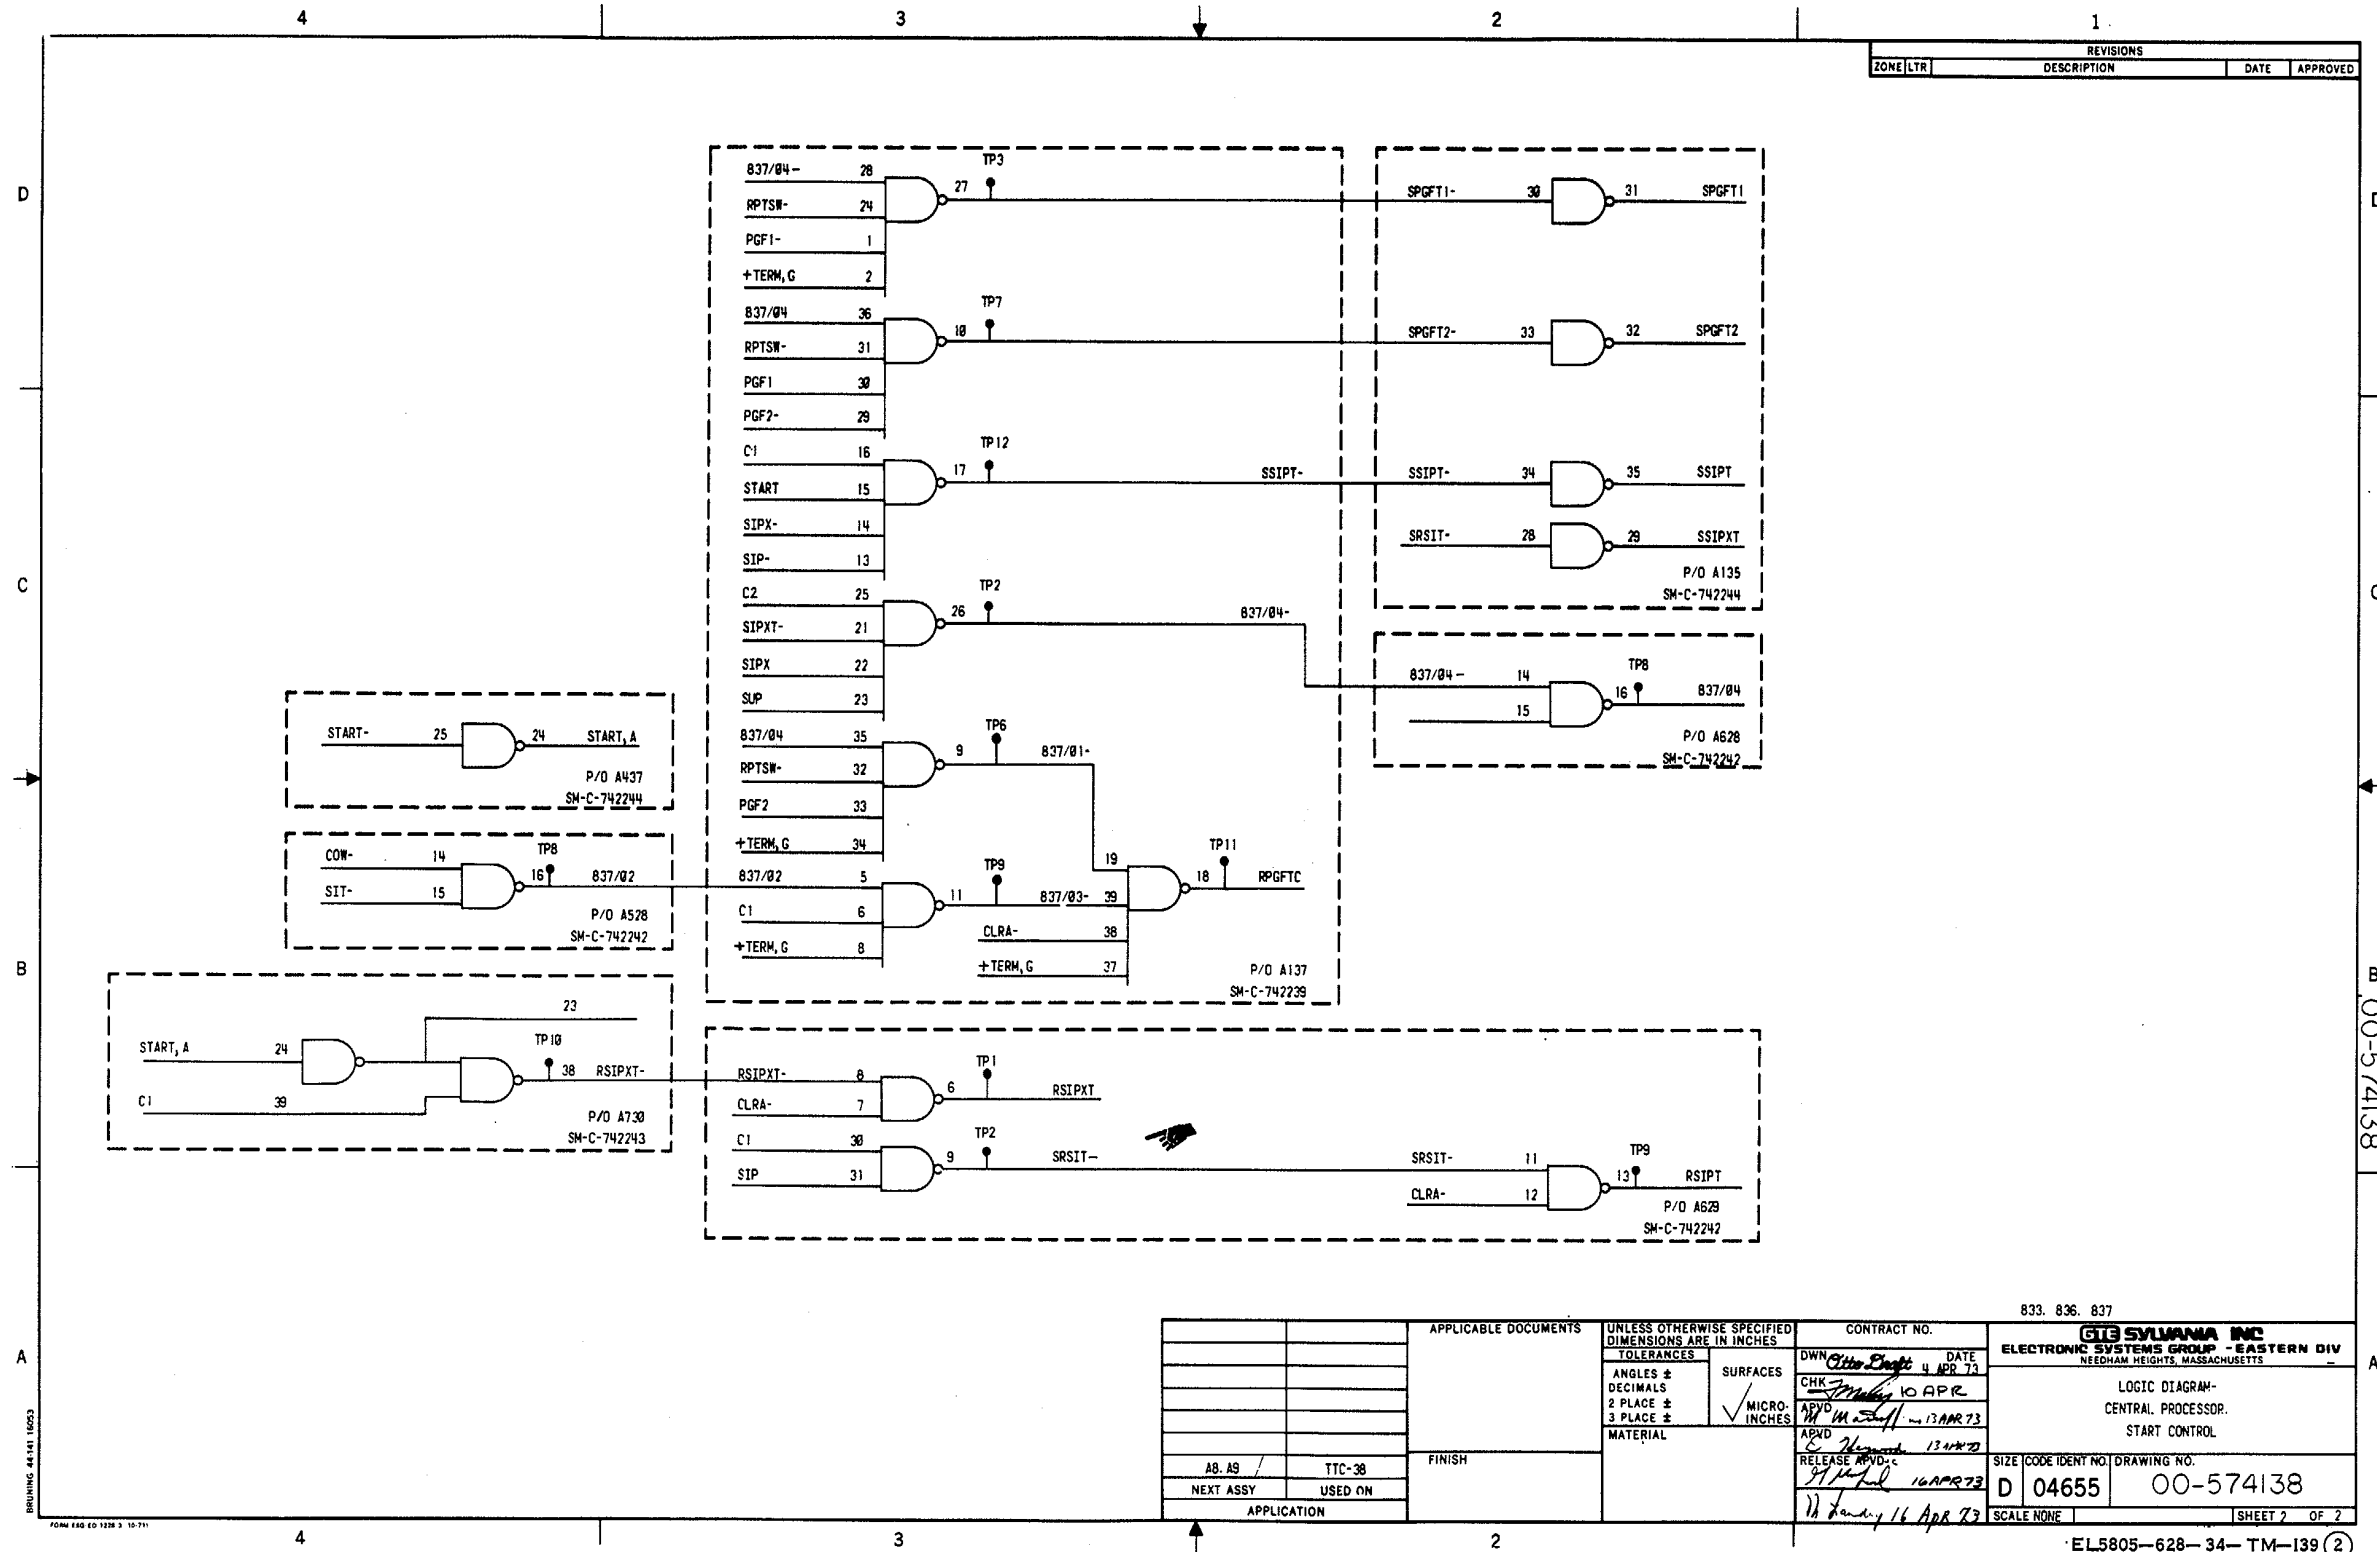 4 3 2 1
REVISIONS
ZONE LTR DESCRIPTION DATE APPROVED
D
C
B
A
837/04- 28
RPTSW- 24
PGF1- 1
+TERM,G 2
27 TP3
SPGFT1- 30 31 SPGFT1
837/04 36
RPTSW- 31
PGF1 30
PGF2- 29
10 TP7
SPGFT2- 33 32 SPGFT2
C1 16
START 15
SIPX- 14
SIP- 13
17 TP12
SSIPT- SSIPT- 34 35 SSIPT
SRSIT- 28 29 SSIPXT
P/O A135
SM-C-742244
C2 25
SIPXT- 21
SIPX 22
SUP 23
26 TP2 837/04-
837/04- 14
15
16 TP8 837/04
P/O A628
SM-C-742242
START- 25 24 START,A
P/O A437
SM-C-742244
837/04 35
RPTSW- 32
PGF2 33
+TERM,G 34
9 TP6 837/01-
COW- 14
SIT- 15
16 TP8 837/02
P/O A528
SM-C-742242
837/02 5
C1 6
+TERM,G 8
11 TP9 837/03- 39
19
CLRA- 38
+TERM,G 37
18 TP11 RPGFTC
P/O A137
SM-C-742239
23
START,A 24
C1 39
TP10
38 RSIPXT-
P/O A730
SM-C-742243
RSIPXT- 8
CLRA- 7
6 TP1 RSIPXT
C1 30
SIP 31
9 TP2 SRSIT-
SRSIT- 11
CLRA- 12
13 TP9 RSIPT
P/O A629
SM-C-742242
00-574138
833. 836. 837
A8. A9 TTC-38
NEXT ASSY USED ON
APPLICATION
APPLICABLE DOCUMENTS
FINISH
UNLESS OTHERWISE SPECIFIED
DIMENSIONS ARE IN INCHES
TOLERANCES
ANGLES ±
DECIMALS
2 PLACE ±
3 PLACE ±
SURFACES
MICRO-
INCHES
MATERIAL
CONTRACT NO.
DWN Otto Draft DATE 4 APR 73
CHK 10 APR
APVD 13 APR 73
APVD
RELEASE APVD 16 APR 73
16 Apr 73
GTE SYLVANIA INC
ELECTRONIC SYSTEMS GROUP - EASTERN DIV
NEEDHAM HEIGHTS, MASSACHUSETTS
LOGIC DIAGRAM-
CENTRAL PROCESSOR.
START CONTROL
SIZE CODE IDENT NO. DRAWING NO.
D 04655 00-574138
SCALE NONE SHEET 2 OF 2
BRUNING 44-141 16053
4 3 2
EL5805-628-34-TM-139 (2)